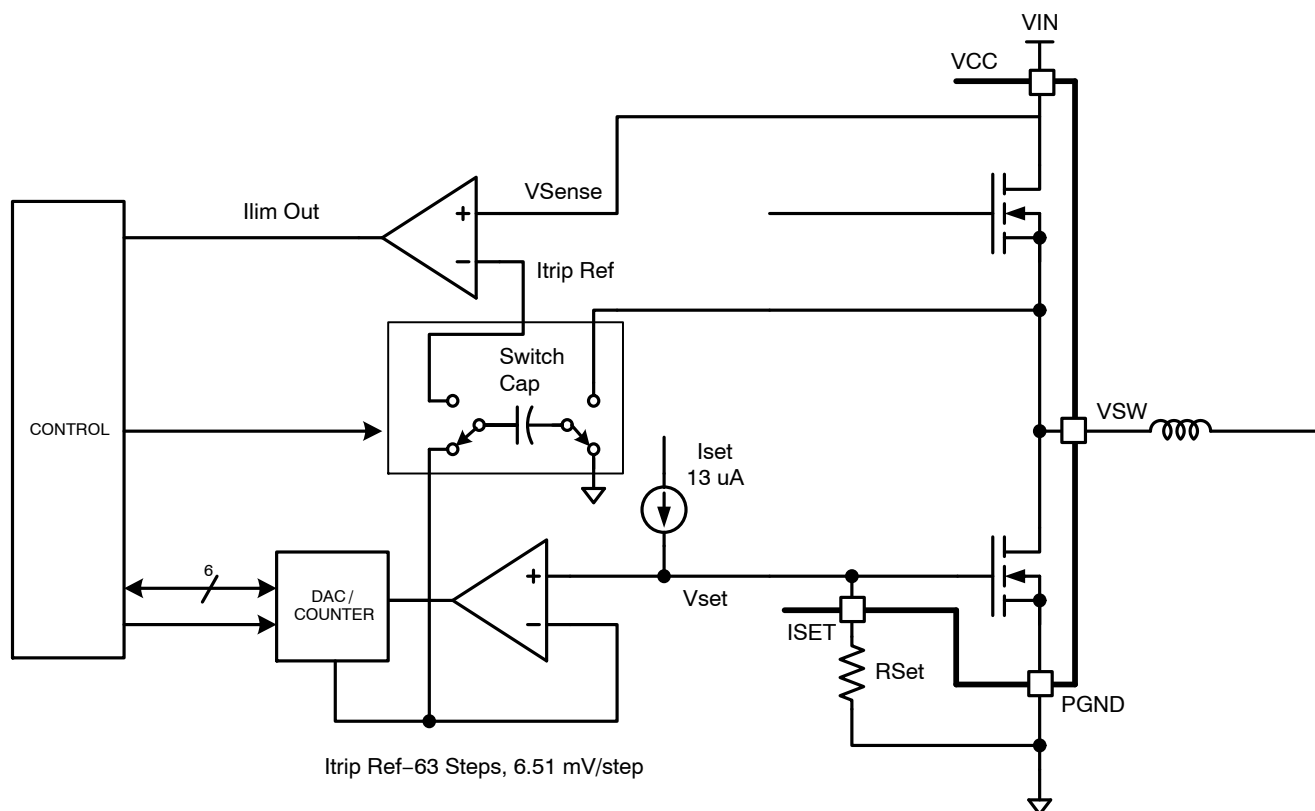 VIN
VCC
VSense
Ilim Out
+
−
Itrip Ref
Switch
Cap
CONTROL
VSW
Iset
13 uA
6
DAC /
COUNTER
+
−
Vset
ISET
RSet
PGND
Itrip Ref−63 Steps, 6.51 mV/step